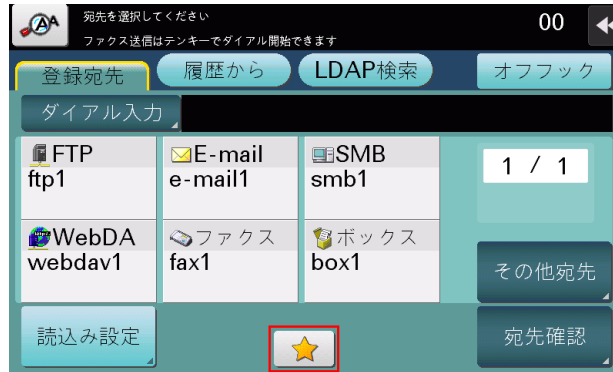 宛先を選択してください
ファクス送信はテンキーでダイアル開始できます
00
登録宛先
履歴から
LDAP検索
オフフック
ダイアル入力
FTP
ftp1
E-mail
e-mail1
SMB
smb1
1 / 1
WebDA
webdav1
ファクス
fax1
ボックス
box1
その他宛先
読込み設定
宛先確認